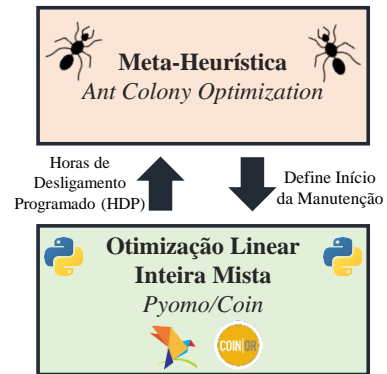 Meta-Heurística
Ant Colony Optimization
Horas de
Desligamento
Programado (HDP)
Define Início
da Manutenção
Otimização Linear
Inteira Mista
Pyomo/Coin
COIN|OR